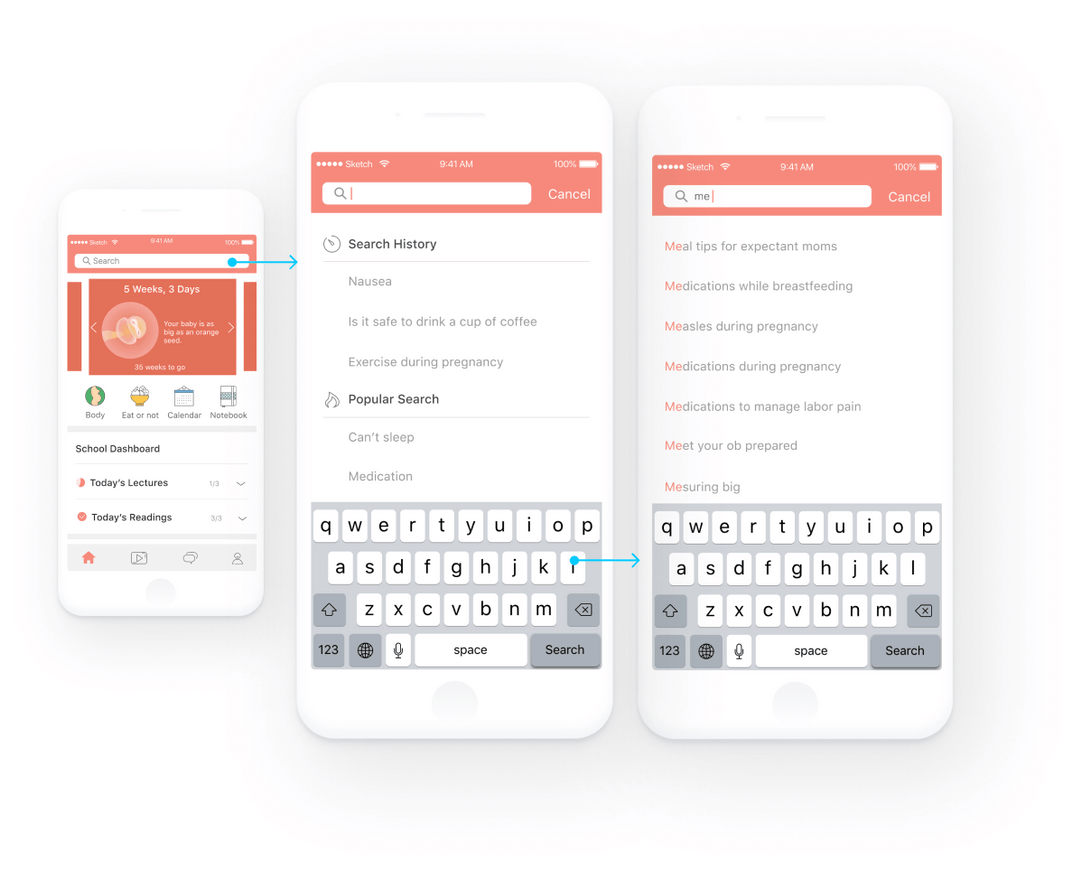 Sketch 9:41 AM 100%
Search
5 Weeks, 3 Days
Your baby is as
big as an orange
seed.
36 weeks to go
Body Eat or not Calendar Notebook
School Dashboard
Today's Lectures 1/3
Today's Readings 3/3
Sketch 9:41 AM 100%
Cancel
Search History
Nausea
Is it safe to drink a cup of coffee
Exercise during pregnancy
Popular Search
Can't sleep
Medication
q w e r t y u i o p
a s d f g h j k l
z x c v b n m
123 space Search
Sketch 9:41 AM 100%
me Cancel
Meal tips for expectant moms
Medications while breastfeeding
Measles during pregnancy
Medications during pregnancy
Medications to manage labor pain
Meet your ob prepared
Mesuring big
q w e r t y u i o p
a s d f g h j k l
z x c v b n m
123 space Search